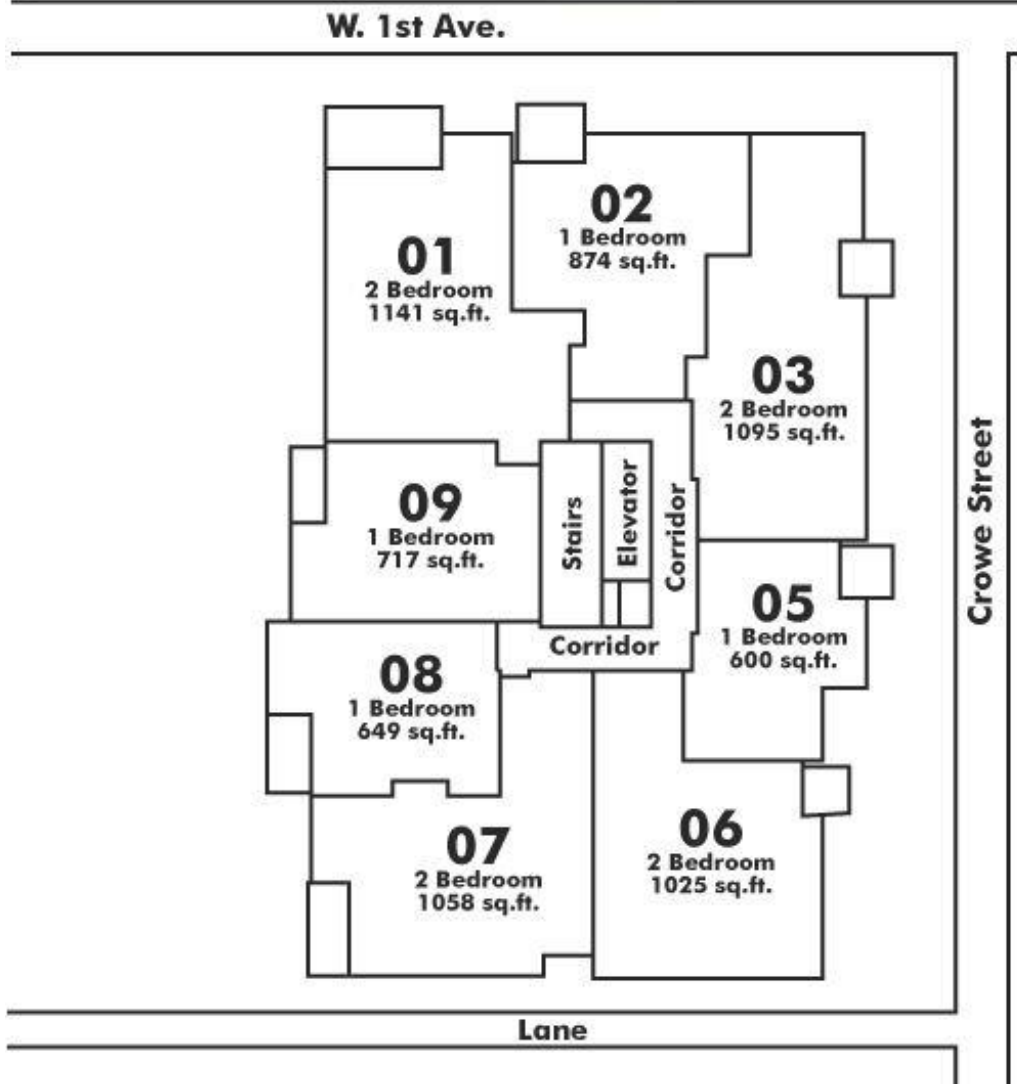 W. 1st Ave.
02
1 Bedroom
874 sq.ft.
01
2 Bedroom
1141 sq.ft.
03
2 Bedroom
1095 sq.ft.
Crowe Street
09
1 Bedroom
717 sq.ft.
Stairs
Elevator
Corridor
05
1 Bedroom
600 sq.ft.
Corridor
08
1 Bedroom
649 sq.ft.
07
2 Bedroom
1058 sq.ft.
06
2 Bedroom
1025 sq.ft.
Lane